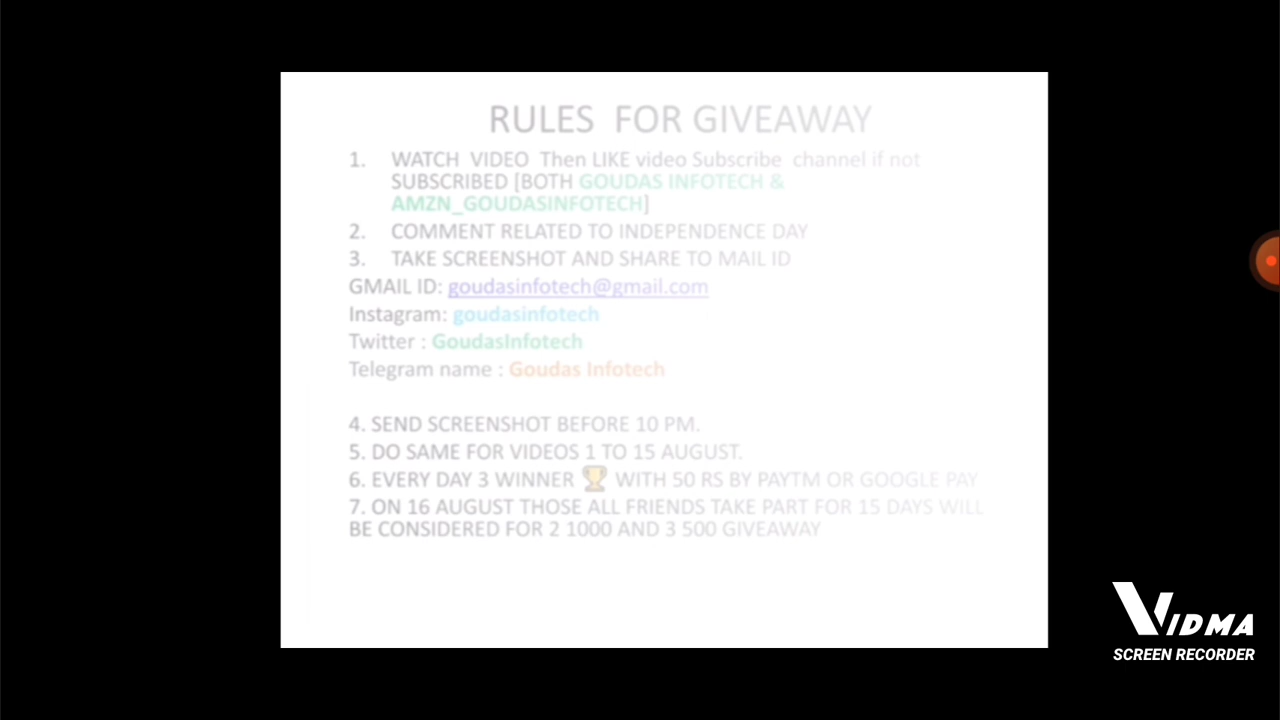 RULES FOR GIVEAWAY
1. WATCH VIDEO Then LIKE video Subscribe channel if not
SUBSCRIBED [BOTH GOUDAS INFOTECH &
AMZN_GOUDASINFOTECH]
2. COMMENT RELATED TO INDEPENDENCE DAY
3. TAKE SCREENSHOT AND SHARE TO MAIL ID
GMAIL ID: goudasinfotech@gmail.com
Instagram: goudasinfotech
Twitter : GoudasInfotech
Telegram name : Goudas Infotech
4. SEND SCREENSHOT BEFORE 10 PM.
5. DO SAME FOR VIDEOS 1 TO 15 AUGUST.
6. EVERY DAY 3 WINNER 🏆 WITH 50 RS BY PAYTM OR GOOGLE PAY
7. ON 16 AUGUST THOSE ALL FRIENDS TAKE PART FOR 15 DAYS WILL
BE CONSIDERED FOR 2 1000 AND 3 500 GIVEAWAY
VIDMA
SCREEN RECORDER